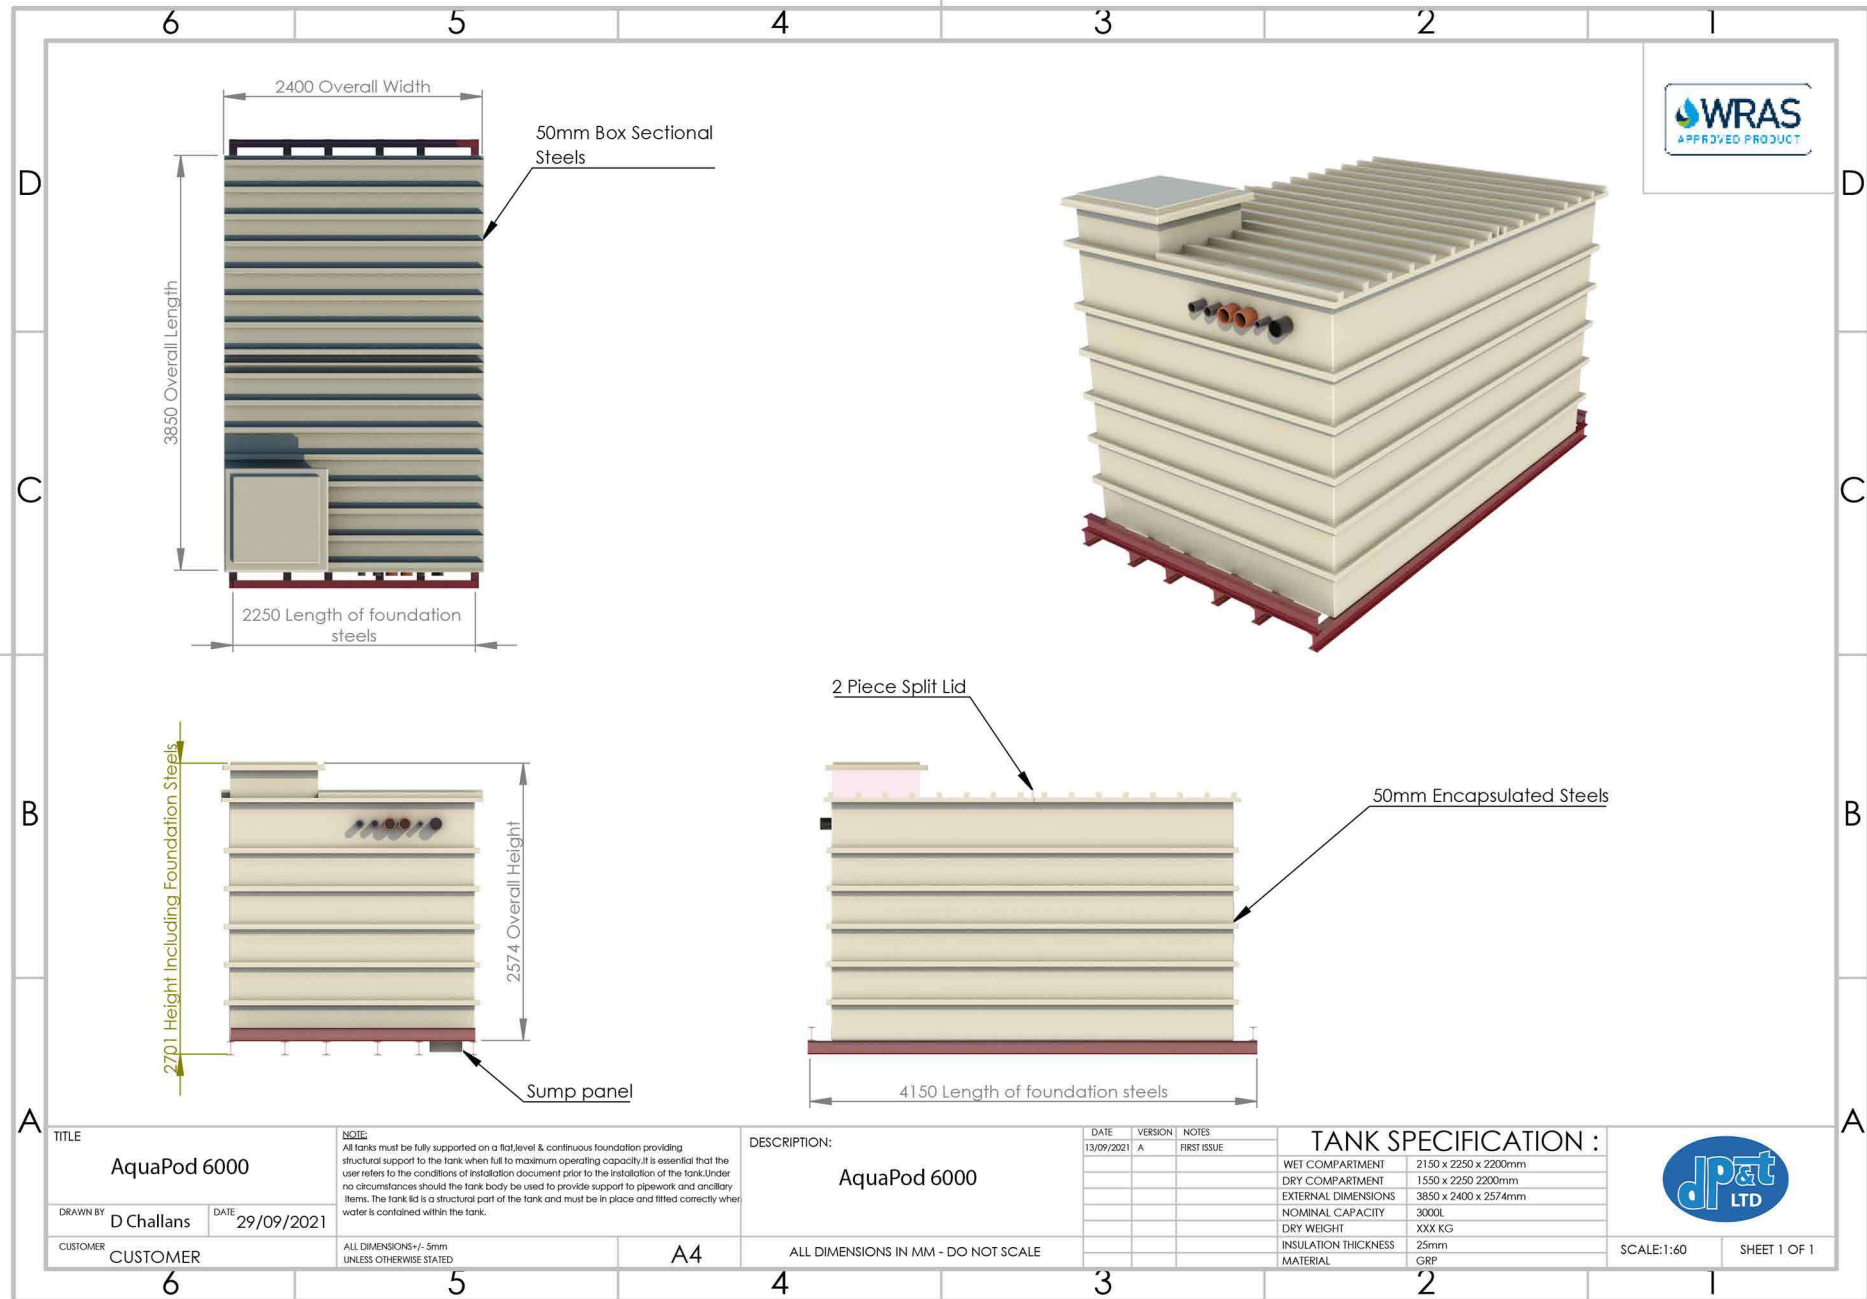 6 5 4 3 2 1
2400 Overall Width
50mm Box Sectional
Steels
WRAS
APPROVED PRODUCT
D D
3850 Overall Length
C C
2250 Length of foundation
steels
2 Piece Split Lid
2701 Height Including Foundation Steels
2574 Overall Height
50mm Encapsulated Steels
B B
Sump panel
4150 Length of foundation steels
A A
TITLE
AquaPod 6000
DRAWN BY D Challans
DATE 29/09/2021
CUSTOMER CUSTOMER
NOTE:
All tanks must be fully supported on a flat,level & continuous foundation providing
structural support to the tank when full to maximum operating capacity.It is essential that the
user refers to the conditions of installation document prior to the installation of the tank.Under
no circumstances should the tank body be used to provide support to pipework and ancillary
items. The tank lid is a structural part of the tank and must be in place and fitted correctly wher
water is contained within the tank.
ALL DIMENSIONS+/- 5mm
UNLESS OTHERWISE STATED
A4
DESCRIPTION:
AquaPod 6000
ALL DIMENSIONS IN MM - DO NOT SCALE
DATE VERSION NOTES
13/09/2021 A FIRST ISSUE
TANK SPECIFICATION :
WET COMPARTMENT 2150 x 2250 x 2200mm
DRY COMPARTMENT 1550 x 2250 2200mm
EXTERNAL DIMENSIONS 3850 x 2400 x 2574mm
NOMINAL CAPACITY 3000L
DRY WEIGHT XXX KG
INSULATION THICKNESS 25mm
MATERIAL GRP
dp&t
LTD
SCALE:1:60
SHEET 1 OF 1
6 5 4 3 2 1